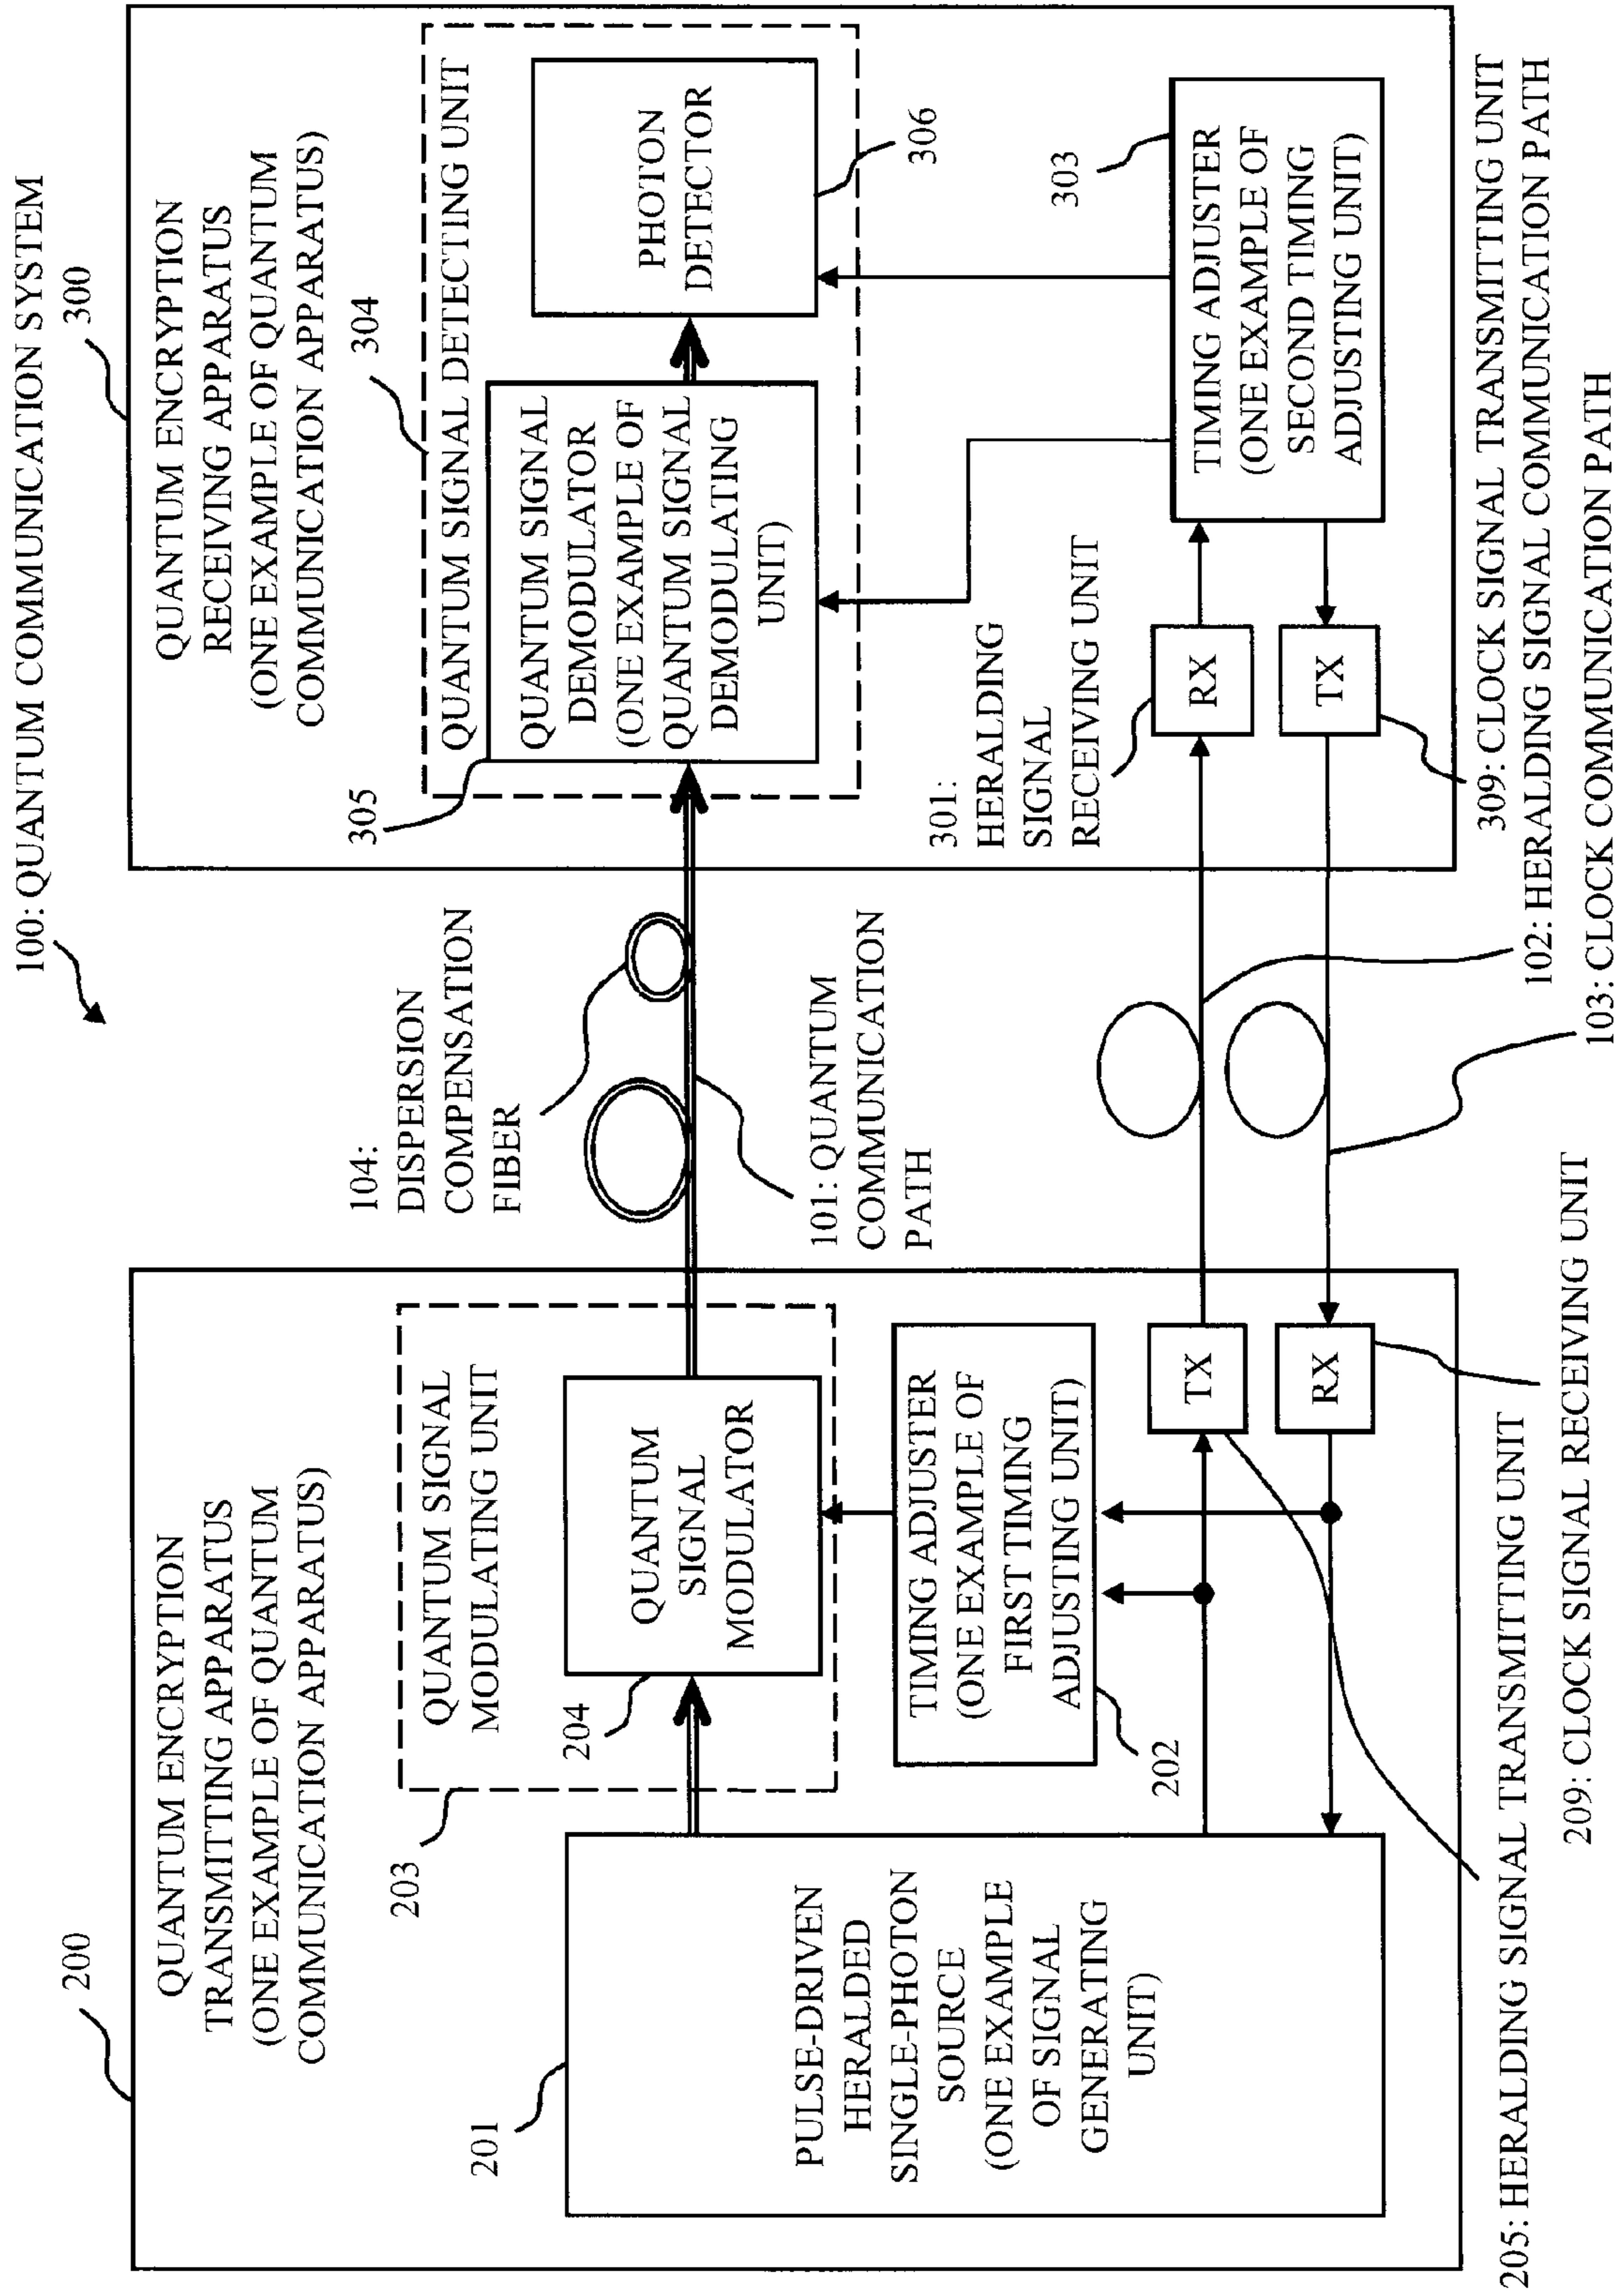 100: QUANTUM COMMUNICATION SYSTEM
200
QUANTUM ENCRYPTION
TRANSMITTING APPARATUS
(ONE EXAMPLE OF QUANTUM
COMMUNICATION APPARATUS)
201
PULSE-DRIVEN
HERALDED
SINGLE-PHOTON
SOURCE
(ONE EXAMPLE
OF SIGNAL
GENERATING
UNIT)
203
QUANTUM SIGNAL
MODULATING UNIT
204
QUANTUM
SIGNAL
MODULATOR
TIMING ADJUSTER
(ONE EXAMPLE OF
FIRST TIMING
ADJUSTING UNIT)
202
TX
RX
205: HERALDING SIGNAL TRANSMITTING UNIT
209: CLOCK SIGNAL RECEIVING UNIT
104:
DISPERSION
COMPENSATION
FIBER
101: QUANTUM
COMMUNICATION
PATH
300
QUANTUM ENCRYPTION
RECEIVING APPARATUS
(ONE EXAMPLE OF QUANTUM
COMMUNICATION APPARATUS)
304
QUANTUM SIGNAL DETECTING UNIT
305
QUANTUM SIGNAL
DEMODULATOR
(ONE EXAMPLE OF
QUANTUM SIGNAL
DEMODULATING
UNIT)
PHOTON
DETECTOR
306
301:
HERALDING
SIGNAL
RECEIVING UNIT
RX
TX
303
TIMING ADJUSTER
(ONE EXAMPLE OF
SECOND TIMING
ADJUSTING UNIT)
309: CLOCK SIGNAL TRANSMITTING UNIT
102: HERALDING SIGNAL COMMUNICATION PATH
103: CLOCK COMMUNICATION PATH